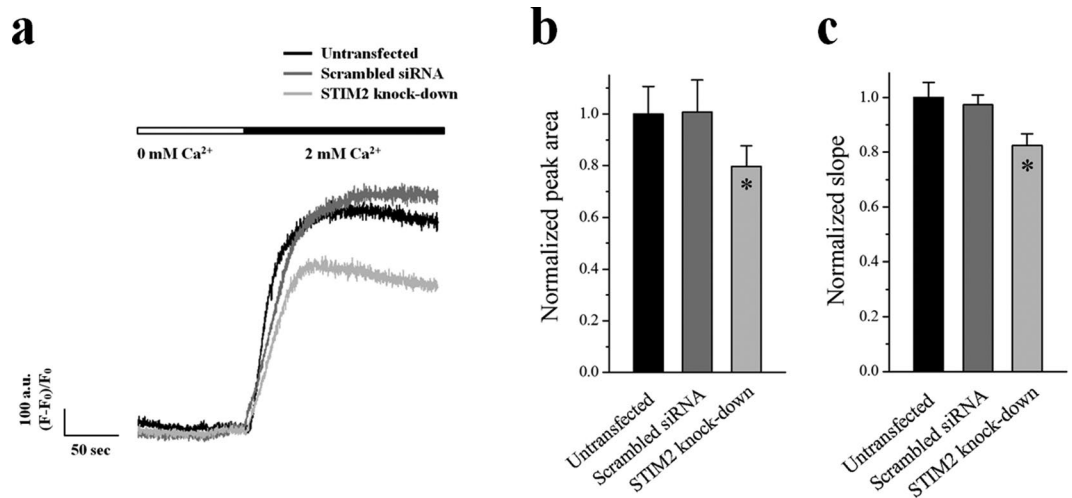 a
Untransfected
Scrambled siRNA
STIM2 knock-down
0 mM Ca²⁺ 2 mM Ca²⁺
100 a.u.
(F-F₀)/F₀
50 sec
b
Normalized peak area
1.0
0.8
0.6
0.4
0.2
0.0
*
Untransfected
Scrambled siRNA
STIM2 knock-down
c
Normalized slope
1.0
0.8
0.6
0.4
0.2
0.0
*
Untransfected
Scrambled siRNA
STIM2 knock-down